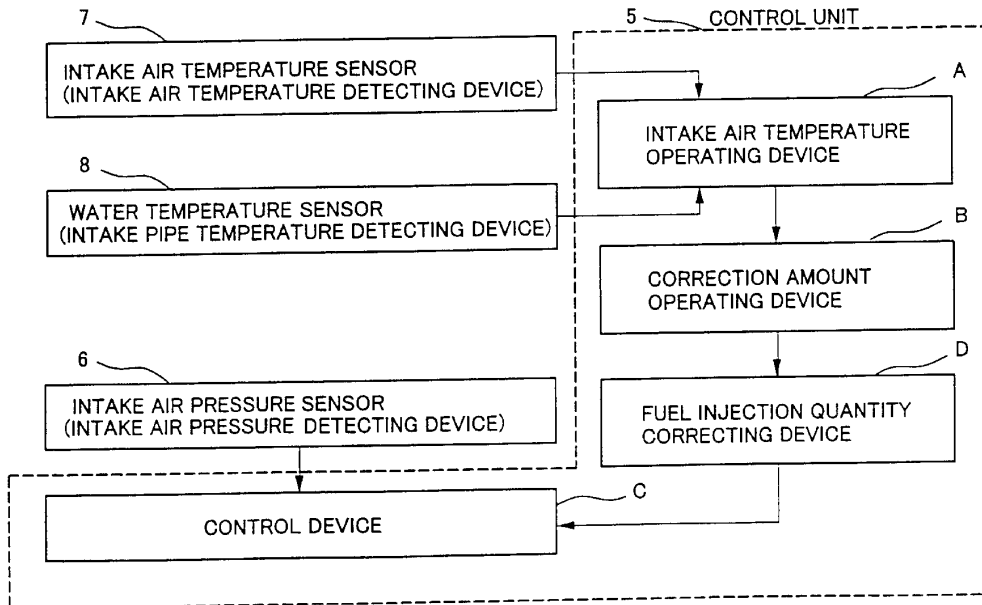 7
INTAKE AIR TEMPERATURE SENSOR
(INTAKE AIR TEMPERATURE DETECTING DEVICE)
5
CONTROL UNIT
A
INTAKE AIR TEMPERATURE
OPERATING DEVICE
8
WATER TEMPERATURE SENSOR
(INTAKE PIPE TEMPERATURE DETECTING DEVICE)
B
CORRECTION AMOUNT
OPERATING DEVICE
6
INTAKE AIR PRESSURE SENSOR
(INTAKE AIR PRESSURE DETECTING DEVICE)
D
FUEL INJECTION QUANTITY
CORRECTING DEVICE
C
CONTROL DEVICE